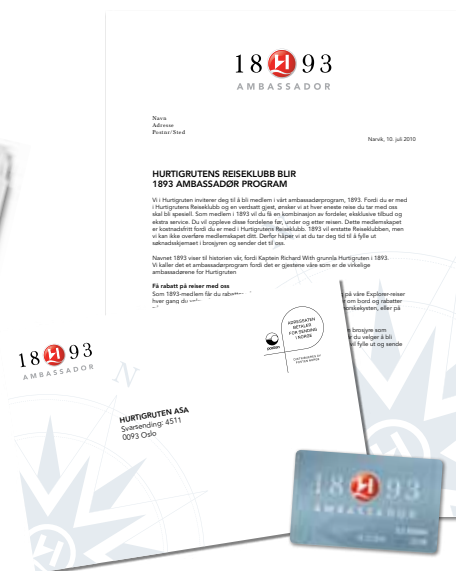 18 93
AMBASSADOR
Navn
Adresse
Postnr/Sted
Narvik, 10. juli 2010
HURTIGRUTENS REISEKLUBB BLIR
1893 AMBASSADØR PROGRAM
Vi i Hurtigruten inviterer deg til å bli medlem i vårt ambassadørprogram, 1893. Fordi du er med
i Hurtigrutens Reiseklubb og en verdsatt gjest, ønsker vi at hver eneste reise du tar med oss
skal bli spesiell. Som medlem i 1893 vil du få en kombinasjon av fordeler, eksklusive tilbud og
ekstra service. Du vil oppleve disse fordelene før, under og etter reisen. Dette medlemskapet
er kostnadsfritt fordi du er med i Hurtigrutens Reiseklubb. 1893 vil erstatte Reiseklubben, men
vi kan ikke overføre medlemskapet ditt. Derfor håper vi at du tar deg tid til å fylle ut
søknadsskjemaet i brosjyren og sender det til oss.
Navnet 1893 viser til historien vår, fordi Kaptein Richard With grunnla Hurtigruten i 1893.
Vi kaller det et ambassadørprogram fordi det er gjestene våre som er de virkelige
ambassadørene for Hurtigruten
Få rabatt på reiser med oss
Som 1893-medlem får du på våre Explorer-reiser
hver gang du om bord og rabatter
norskekysten, eller på
brosjyre som
du velger å bli
vil fylle ut og sende
18 93
AMBASSADOR
N
ADRESSATEN
BETALER
FOR SENDING
I NORGE
posten
DISTRIBUERES AV
POSTEN NORGE
HURTIGRUTEN ASA
Svarsending: 4511
0093 Oslo
18 93
AMBASSADOR